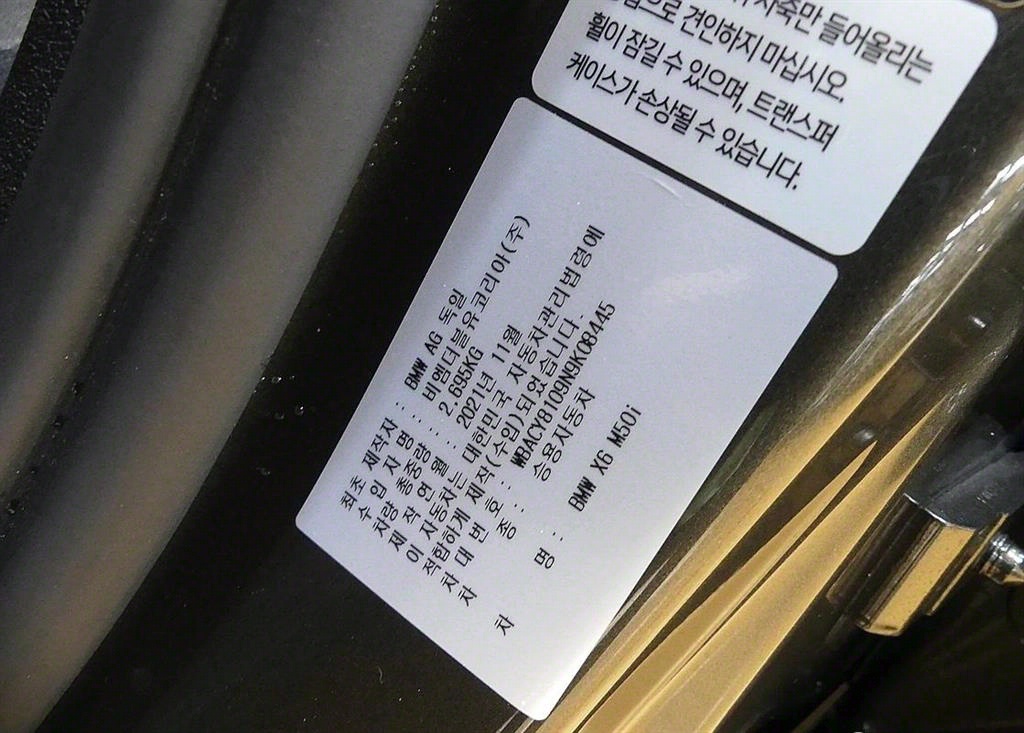 차축만 들어올리는
견인하지 마십시오.
휠이 잠길 수 있으며, 트랜스퍼
케이스가 손상될 수 있습니다.
최초 제작자 : BMW AG 독일
수입자명 : 비엠더블유코리아(주)
차량총중량 : 2.695KG
제작연월 : 2021년 11월
이 자동차는 대한민국 자동차관리법령에
적합하게 제작(수입)되었습니다.
차대번호 : WBACY8109N9K08445
차종 : 승용자동차
차명 : BMW X6 M50i